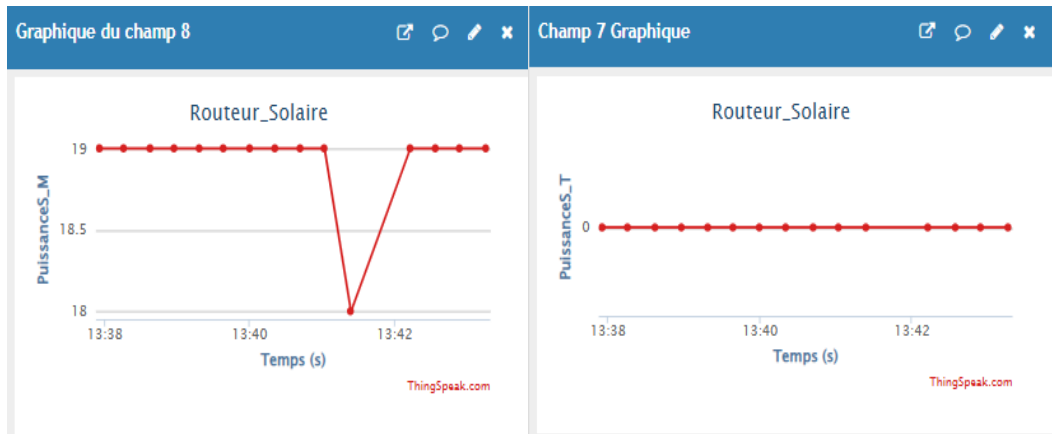 Graphique du champ 8
Routeur_Solaire
PuissanceS_M
19
18.5
18
13:38
13:40
13:42
Temps (s)
ThingSpeak.com
Champ 7 Graphique
Routeur_Solaire
PuissanceS_T
0
13:38
13:40
13:42
Temps (s)
ThingSpeak.com